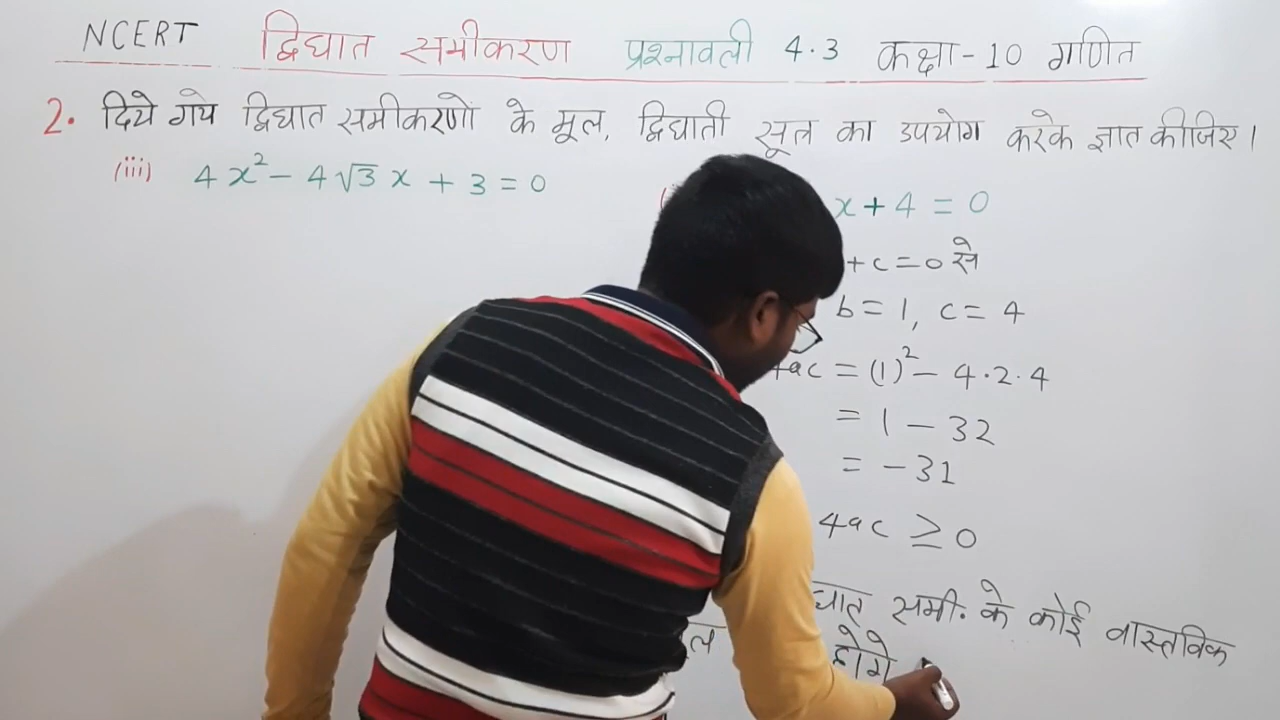 NCERT द्विघात समीकरण प्रश्नावली 4.3 कक्षा-10 गणित
2. दिये गये द्विघात समीकरणों के मूल, द्विघाती सूत्र का उपयोग करके ज्ञात कीजिए।
(iii) 4x² - 4√3 x + 3 = 0
x + 4 = 0
+ c = 0 से
b = 1, c = 4
4ac = (1)² - 4·2·4
= 1 - 32
= -31
4ac ≥ 0
घात समी. के कोई वास्तविक
होंगे